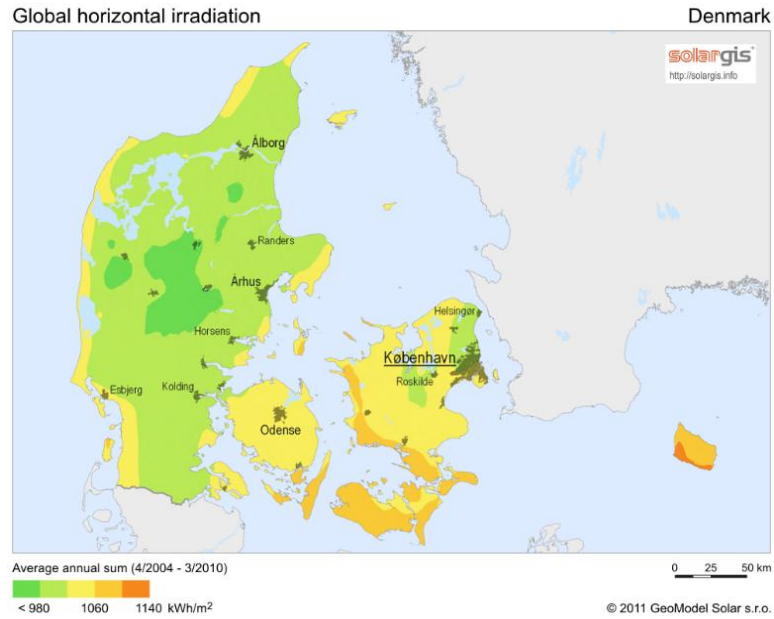 Global horizontal irradiation
Denmark
solargis
http://solargis.info
Ålborg
Randers
Århus
Helsingør
Horsens
København
Roskilde
Esbjerg
Kolding
Odense
Average annual sum (4/2004 - 3/2010)
0 25 50 km
< 980 1060 1140 kWh/m²
© 2011 GeoModel Solar s.r.o.